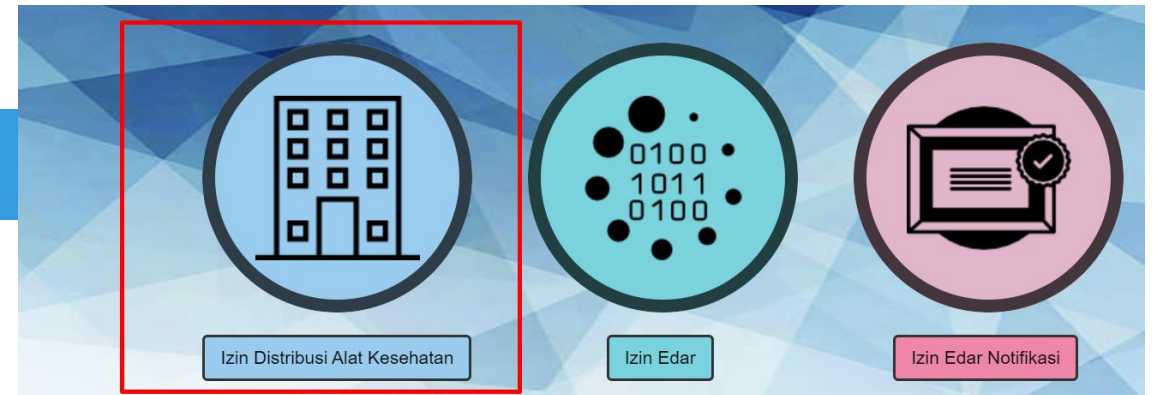 0100
1011
0100
Izin Distribusi Alat Kesehatan
Izin Edar
Izin Edar Notifikasi